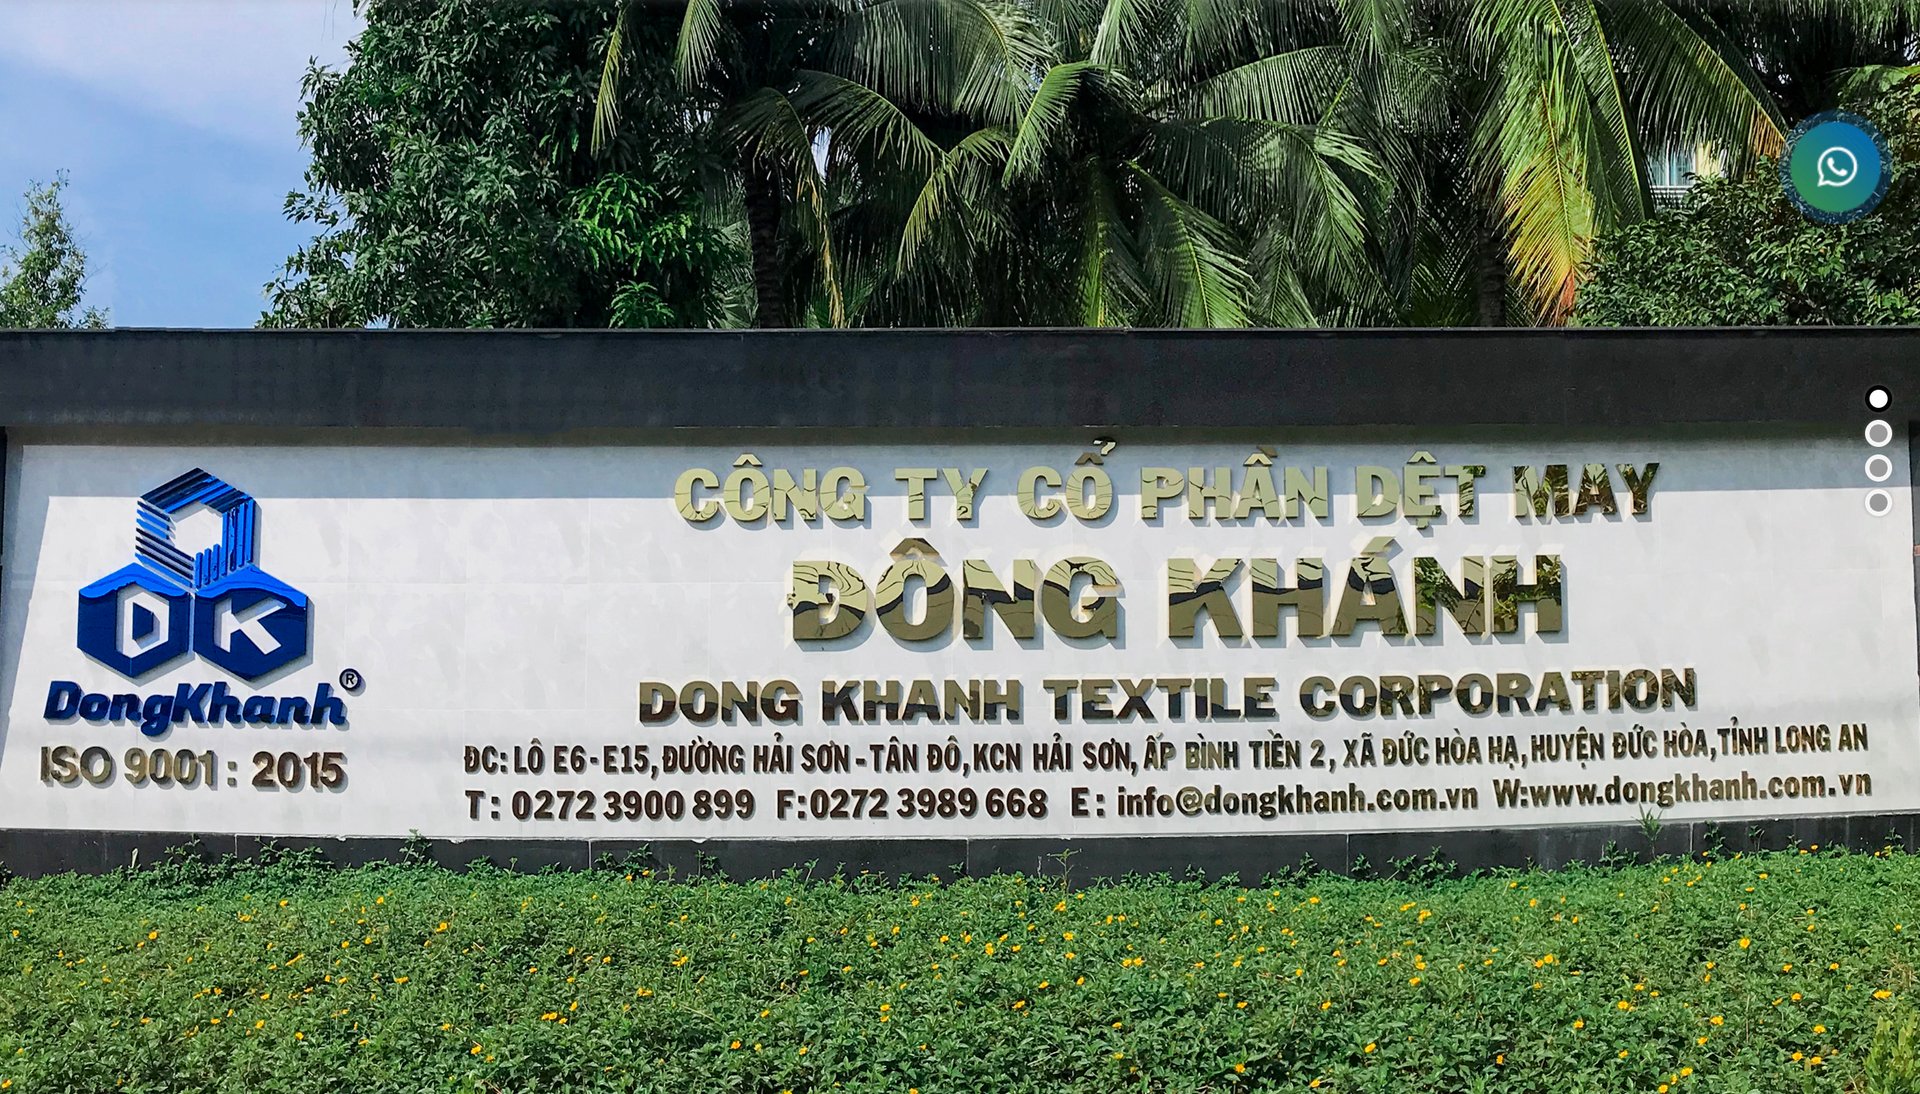 CÔNG TY CỔ PHẦN DỆT MAY
ĐÔNG KHÁNH
DONG KHANH TEXTILE CORPORATION
ĐC: LÔ E6-E15, ĐƯỜNG HẢI SƠN - TÂN ĐÔ, KCN HẢI SƠN, ẤP BÌNH TIỀN 2, XÃ ĐỨC HÒA HẠ, HUYỆN ĐỨC HÒA, TỈNH LONG AN
T: 0272 3900 899 F: 0272 3989 668 E: info@dongkhanh.com.vn W: www.dongkhanh.com.vn
DK
DongKhanh®
ISO 9001 : 2015